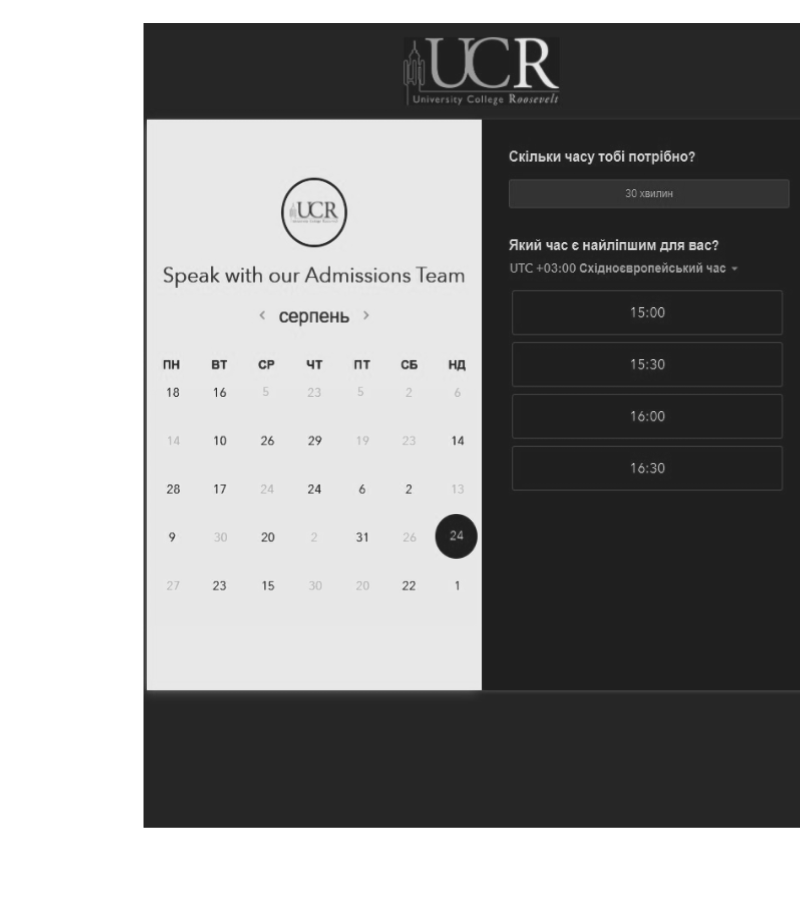 UCR
University College Roosevelt
UCR
Speak with our Admissions Team
< серпень >
ПН ВТ СР ЧТ ПТ СБ НД
18 16 5 23 5 2 6
14 10 26 29 19 23 14
28 17 24 24 6 2 13
9 30 20 2 31 26 24
27 23 15 30 20 22 1
Скільки часу тобі потрібно?
30 хвилин
Який час є найліпшим для вас?
UTC +03:00 Східноєвропейський час
15:00
15:30
16:00
16:30